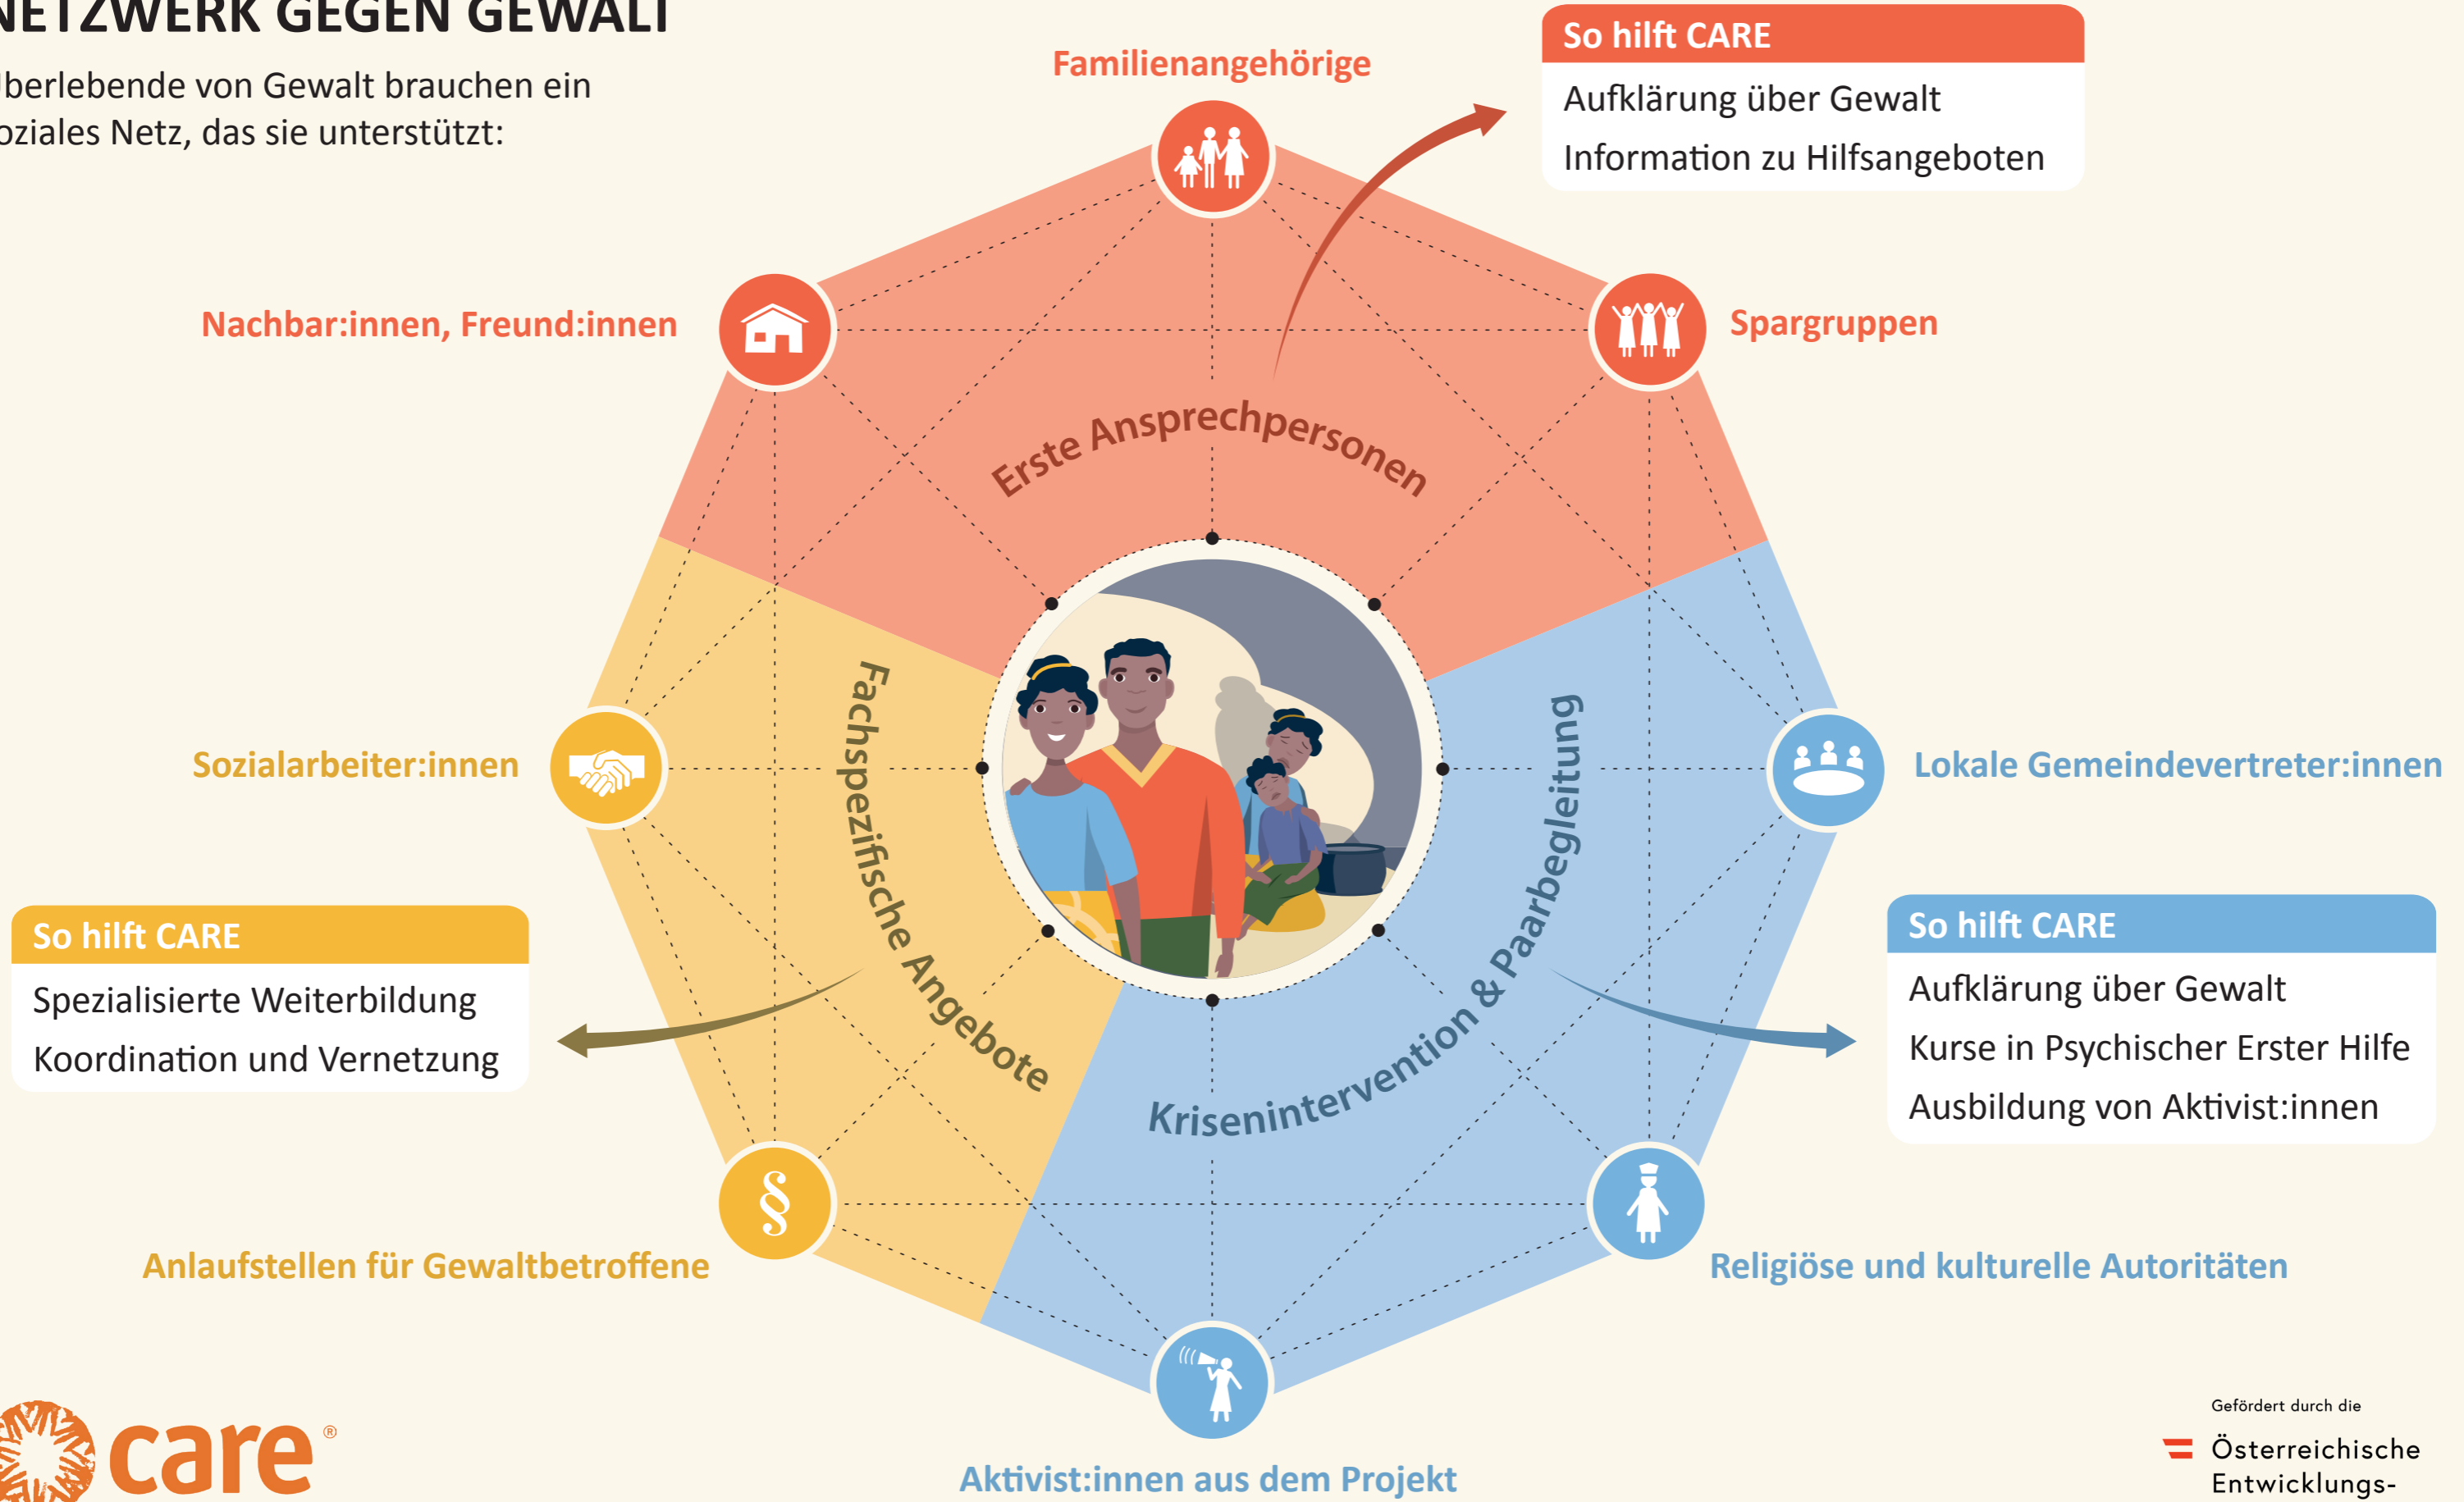 NETZWERK GEGEN GEWALT
Überlebende von Gewalt brauchen ein
soziales Netz, das sie unterstützt:
Familienangehörige
So hilft CARE
Aufklärung über Gewalt
Information zu Hilfsangeboten
Nachbar:innen, Freund:innen
Spargruppen
Erste Ansprechpersonen
Sozialarbeiter:innen
Fachspezifische Angebote
Krisenintervention & Paarbegleitung
Lokale Gemeindevertreter:innen
So hilft CARE
Spezialisierte Weiterbildung
Koordination und Vernetzung
So hilft CARE
Aufklärung über Gewalt
Kurse in Psychischer Erster Hilfe
Ausbildung von Aktivist:innen
§
Anlaufstellen für Gewaltbetroffene
Religiöse und kulturelle Autoritäten
Aktivist:innen aus dem Projekt
care®
Gefördert durch die
Österreichische
Entwicklungs-